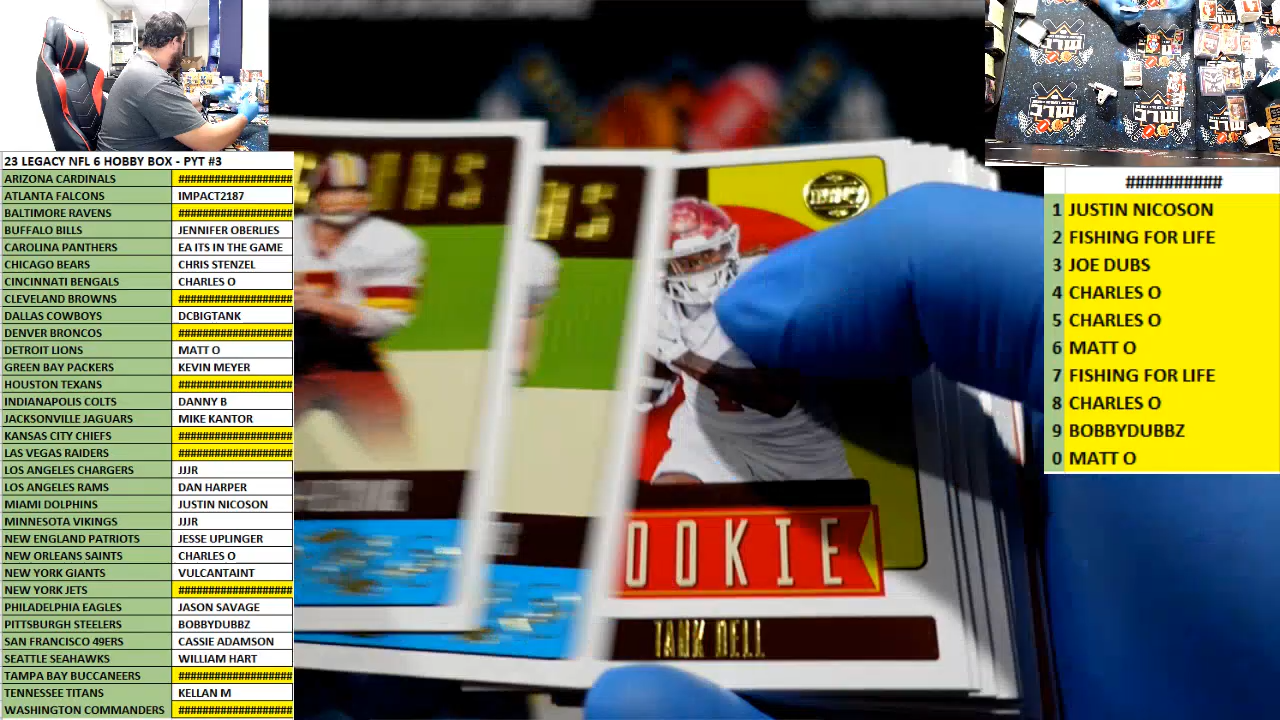 23 LEGACY NFL 6 HOBBY BOX - PYT #3
ARIZONA CARDINALS ###################
ATLANTA FALCONS IMPACT2187
BALTIMORE RAVENS ###################
BUFFALO BILLS JENNIFER OBERLIES
CAROLINA PANTHERS EA ITS IN THE GAME
CHICAGO BEARS CHRIS STENZEL
CINCINNATI BENGALS CHARLES O
CLEVELAND BROWNS ###################
DALLAS COWBOYS DCBIGTANK
DENVER BRONCOS ###################
DETROIT LIONS MATT O
GREEN BAY PACKERS KEVIN MEYER
HOUSTON TEXANS ###################
INDIANAPOLIS COLTS DANNY B
JACKSONVILLE JAGUARS MIKE KANTOR
KANSAS CITY CHIEFS ###################
LAS VEGAS RAIDERS ###################
LOS ANGELES CHARGERS JJJR
LOS ANGELES RAMS DAN HARPER
MIAMI DOLPHINS JUSTIN NICOSON
MINNESOTA VIKINGS JJJR
NEW ENGLAND PATRIOTS JESSE UPLINGER
NEW ORLEANS SAINTS CHARLES O
NEW YORK GIANTS VULCANTAINT
NEW YORK JETS ###################
PHILADELPHIA EAGLES JASON SAVAGE
PITTSBURGH STEELERS BOBBYDUBBZ
SAN FRANCISCO 49ERS CASSIE ADAMSON
SEATTLE SEAHAWKS WILLIAM HART
TAMPA BAY BUCCANEERS ###################
TENNESSEE TITANS KELLAN M
WASHINGTON COMMANDERS ###################
LEGACY
OOKIE
TANK DELL
##########
1 JUSTIN NICOSON
2 FISHING FOR LIFE
3 JOE DUBS
4 CHARLES O
5 CHARLES O
6 MATT O
7 FISHING FOR LIFE
8 CHARLES O
9 BOBBYDUBBZ
0 MATT O